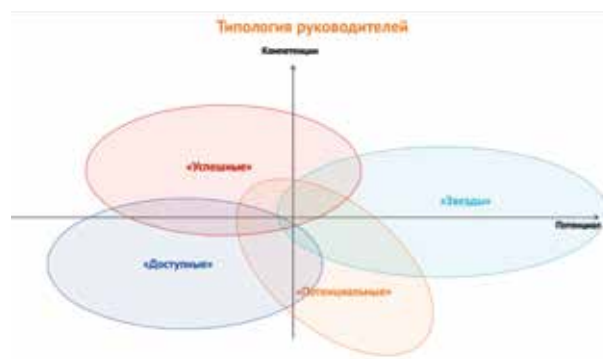 Типология руководителей
Компетенции
«Успешные»
«Звезды»
Потенциал
«Доступные»
«Потенциальные»